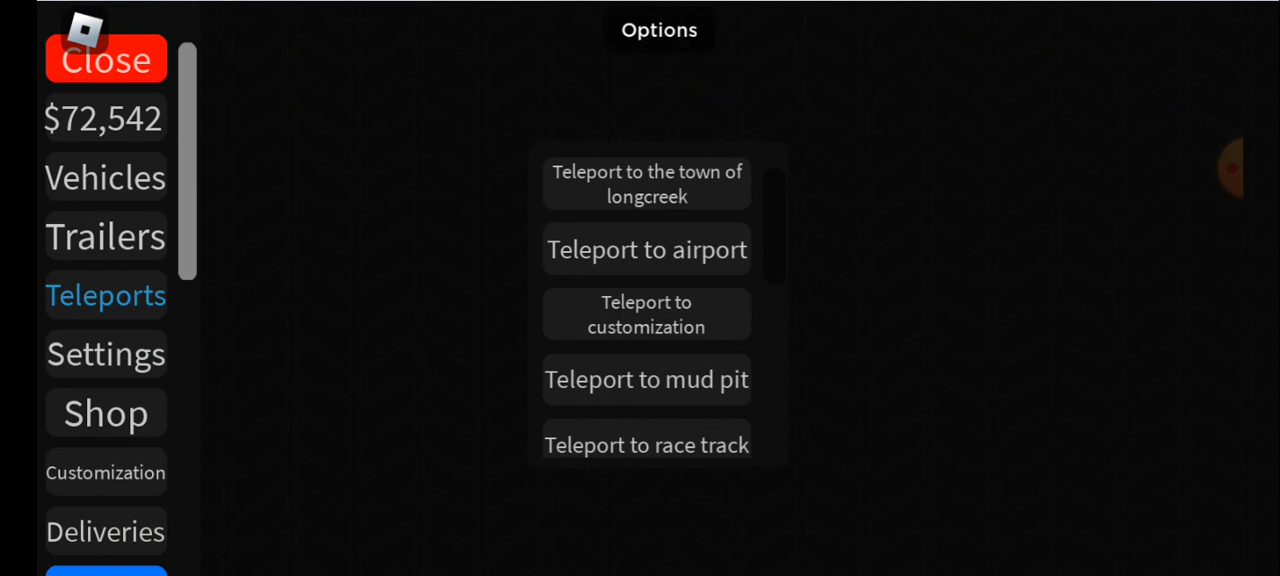 Options
Close
$72,542
Vehicles
Trailers
Teleports
Settings
Shop
Customization
Deliveries
Teleport to the town of
longcreek
Teleport to airport
Teleport to
customization
Teleport to mud pit
Teleport to race track